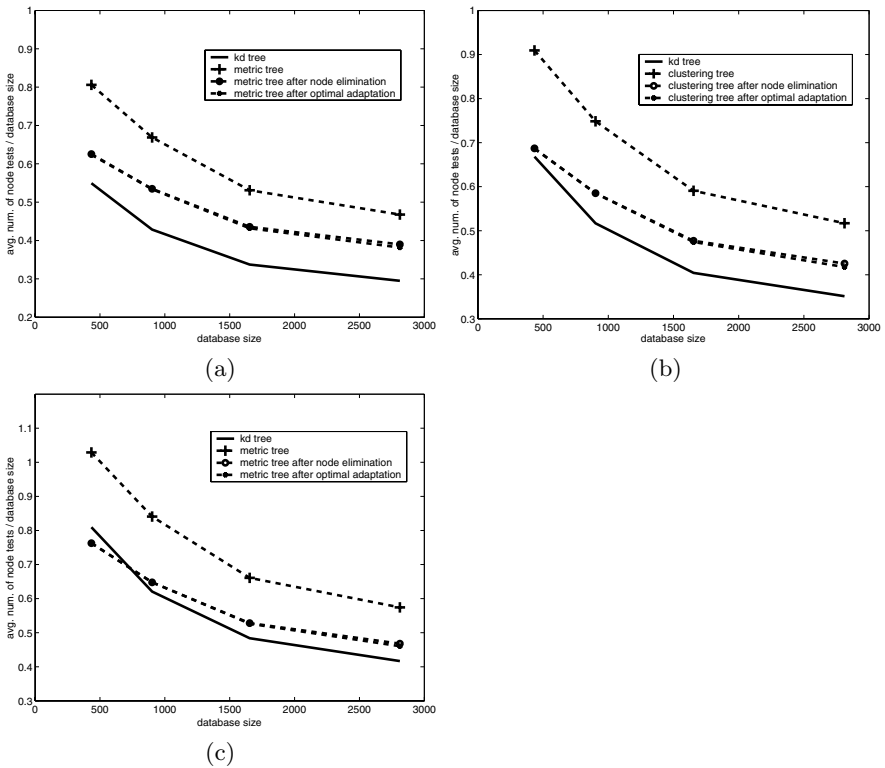 avg. num. of node tests / database size
1
0.9
0.8
0.7
0.6
0.5
0.4
0.3
0.2
kd tree
metric tree
metric tree after node elimination
metric tree after optimal adaptation
0 500 1000 1500 2000 2500 3000
database size
(a)
avg. num. of node tests / database size
1
0.9
0.8
0.7
0.6
0.5
0.4
0.3
kd tree
clustering tree
clustering tree after node elimination
clustering tree after optimal adaptation
0 500 1000 1500 2000 2500 3000
database size
(b)
avg. num. of node tests / database size
1.1
1
0.9
0.8
0.7
0.6
0.5
0.4
0.3
kd tree
metric tree
metric tree after node elimination
metric tree after optimal adaptation
0 500 1000 1500 2000 2500 3000
database size
(c)